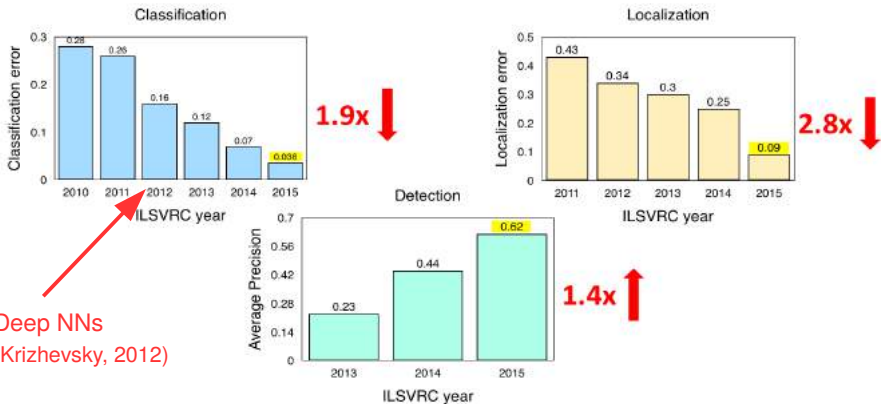 Classification
Classification error
0.3
0.2
0.1
0
0.28
0.26
0.16
0.12
0.07
0.036
2010 2011 2012 2013 2014 2015
ILSVRC year
1.9x
Localization
Localization error
0.5
0.4
0.3
0.2
0.1
0
0.43
0.34
0.3
0.25
0.09
2011 2012 2013 2014 2015
ILSVRC year
2.8x
Detection
Average Precision
0.7
0.56
0.42
0.28
0.14
0
0.23
0.44
0.62
2013 2014 2015
ILSVRC year
1.4x
Deep NNs
Krizhevsky, 2012)